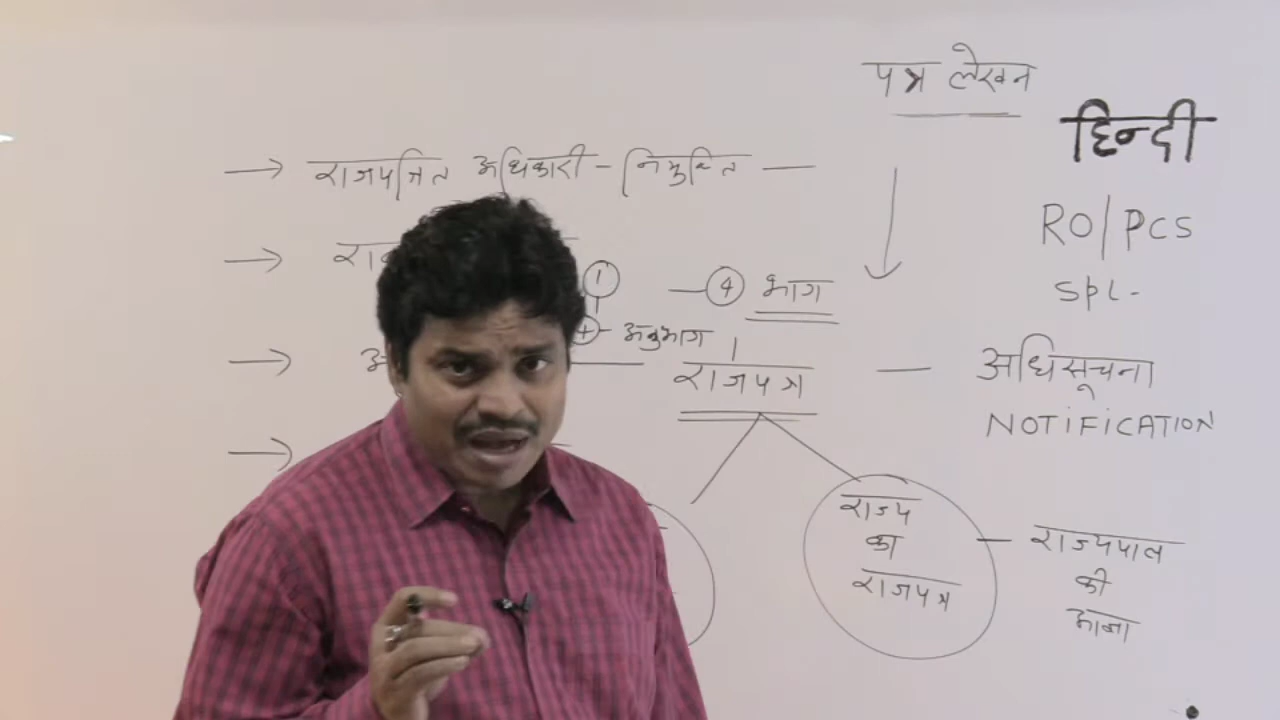 पत्र लेखन
हिन्दी
→ राजपत्रित अधिकारी - नियुक्ति —
RO/PCS
SPL-
→
1 — 4 भाग
+ - अनुभाग
→ अ
राजपत्र — अधिसूचना
NOTIFICATION
→
राज्य
का
राजपत्र
— राज्यपाल
की
आज्ञा